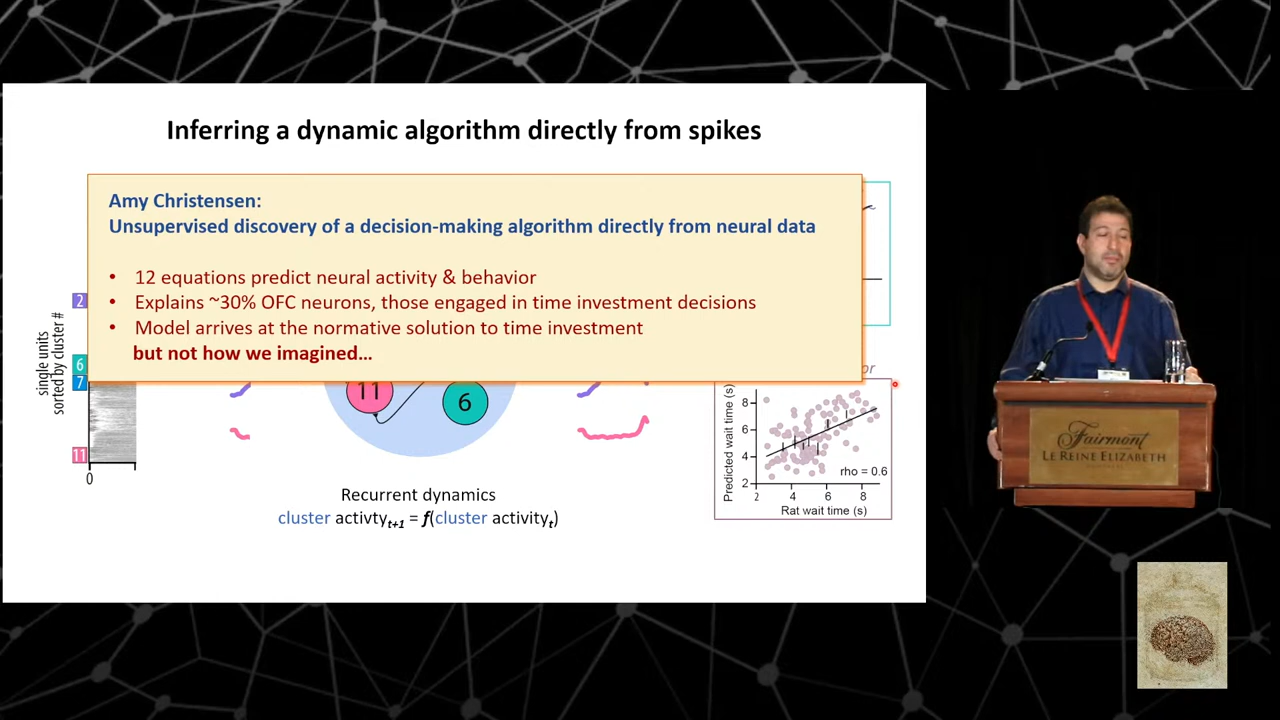 Inferring a dynamic algorithm directly from spikes
Amy Christensen:
Unsupervised discovery of a decision-making algorithm directly from neural data
• 12 equations predict neural activity & behavior
• Explains ~30% OFC neurons, those engaged in time investment decisions
• Model arrives at the normative solution to time investment
but not how we imagined…
single units
sorted by cluster #
2
6
7
11
0
11
6
Recurrent dynamics
cluster activty t+1 = f(cluster activity t)
or
Predicted wait time (s)
8
6
4
2
rho = 0.6
2 4 6 8
Rat wait time (s)
Fairmont
LE REINE ELIZABETH